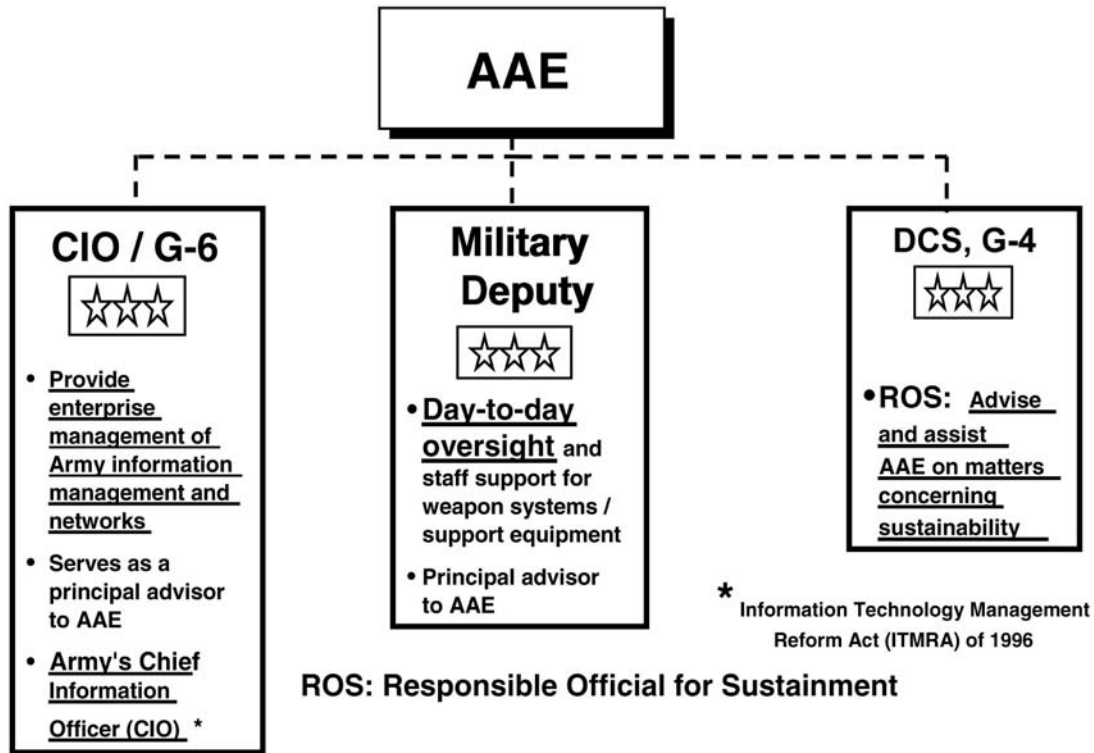 AAE
CIO / G-6
• Provide
enterprise
management of
Army information
management and
networks
• Serves as a
principal advisor
to AAE
• Army's Chief
Information
Officer (CIO) *
Military
Deputy
• Day-to-day
oversight and
staff support for
weapon systems /
support equipment
• Principal advisor
to AAE
DCS, G-4
• ROS: Advise
and assist
AAE on matters
concerning
sustainability
* Information Technology Management
Reform Act (ITMRA) of 1996
ROS: Responsible Official for Sustainment